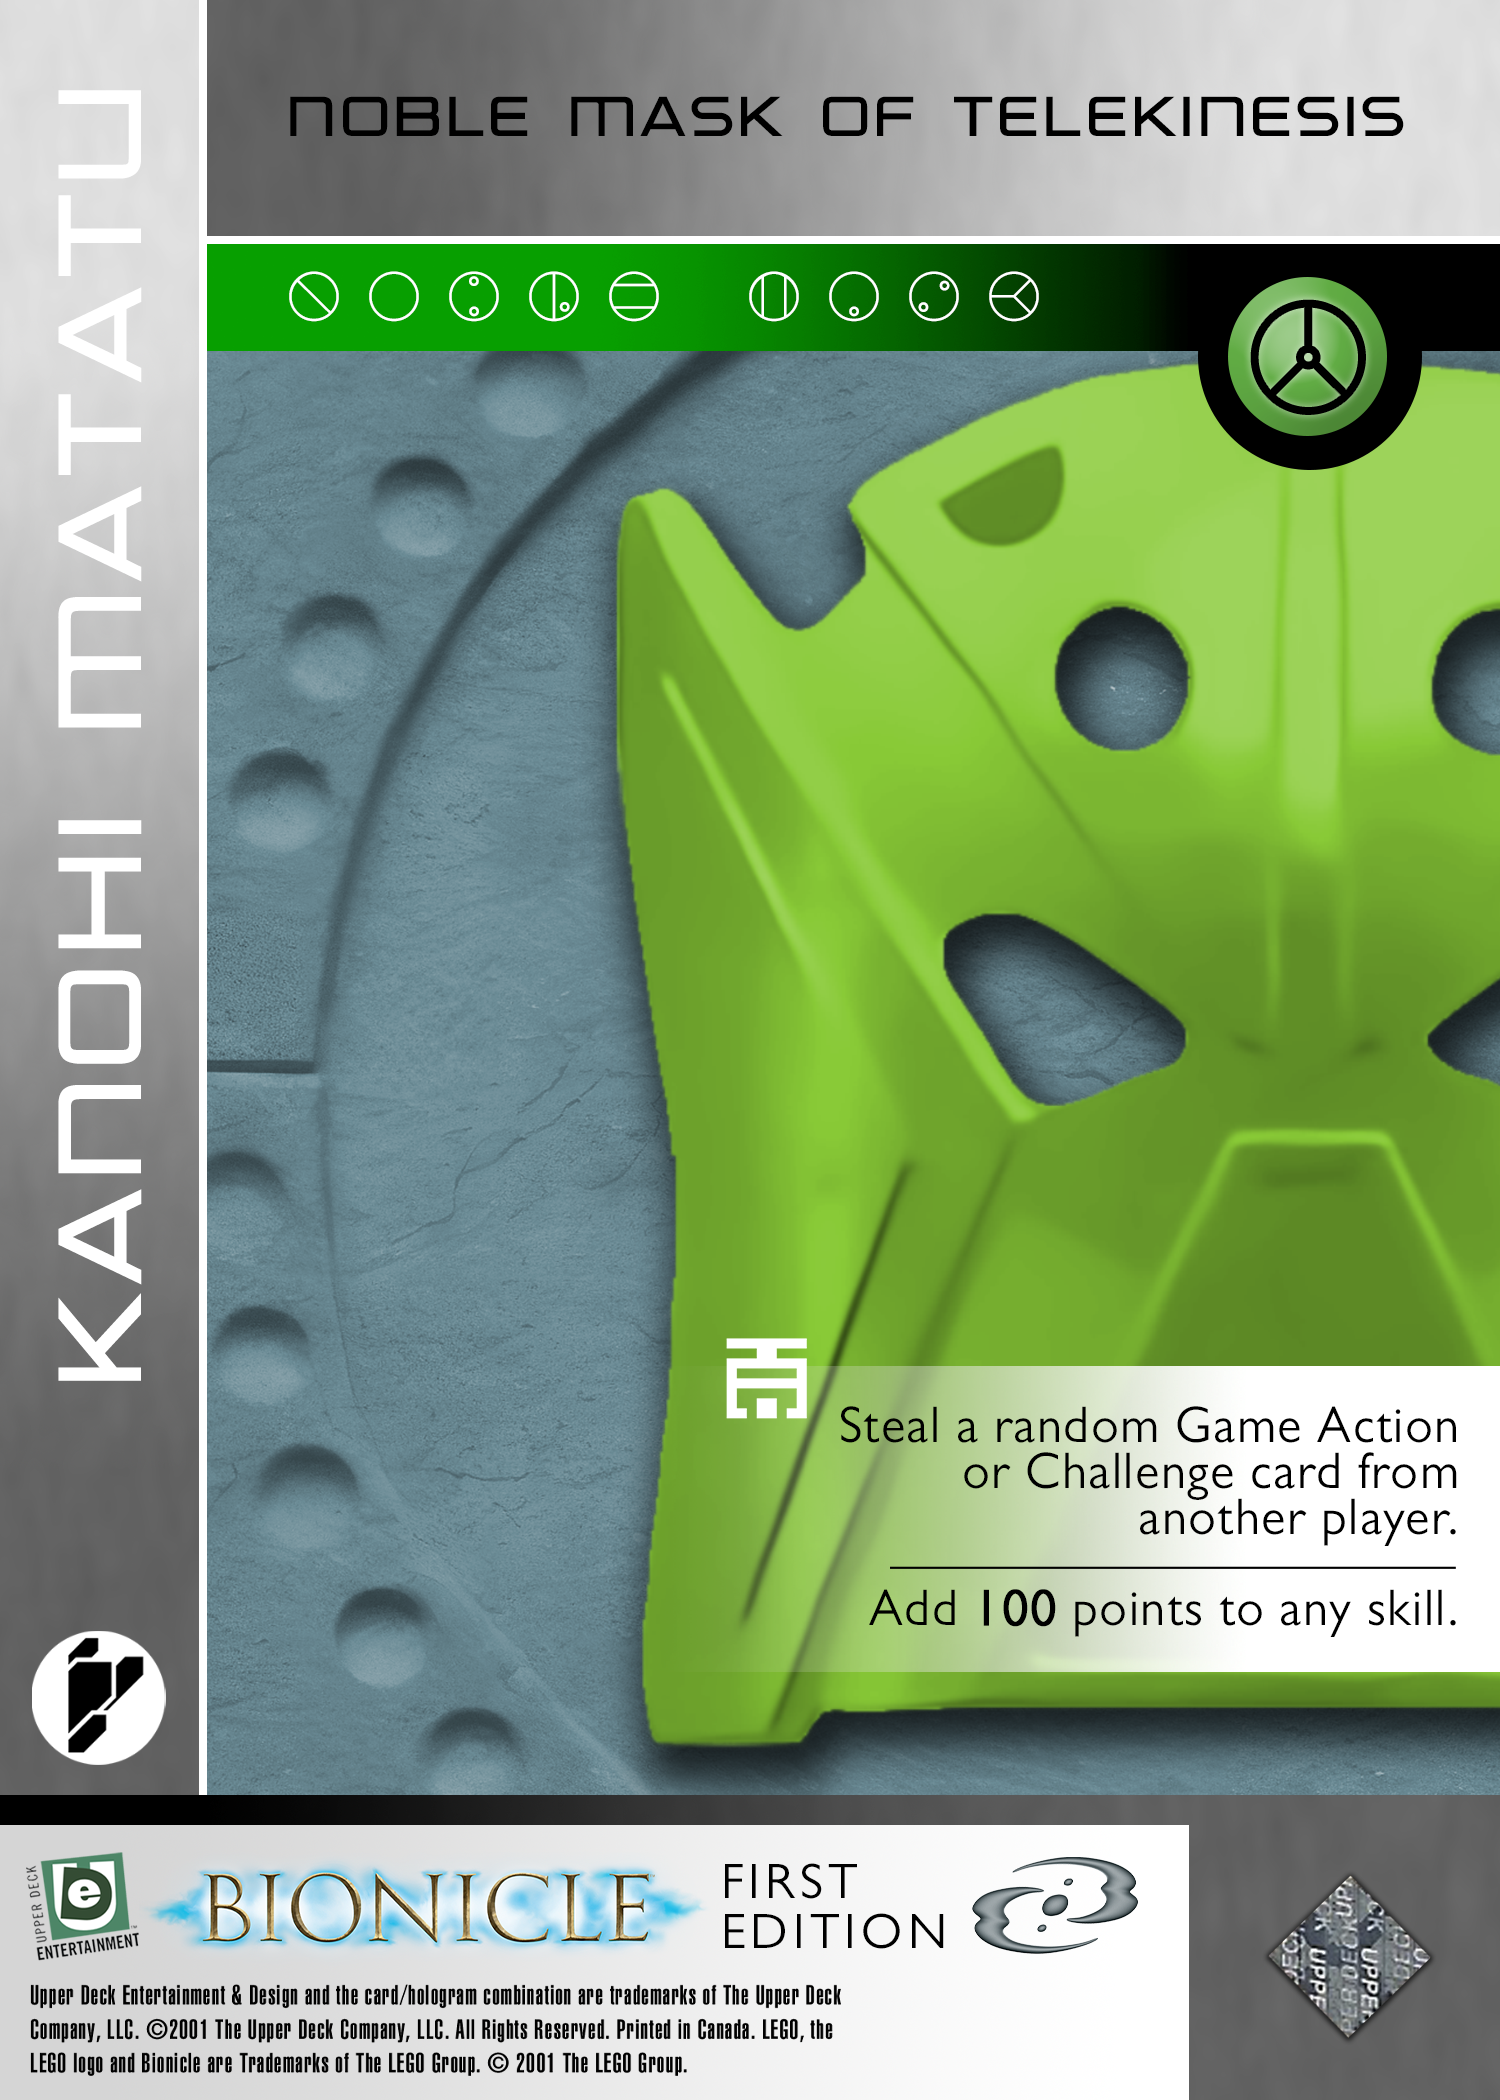 KANOHI MATATU
NOBLE MASK OF TELEKINESIS
Steal a random Game Action
or Challenge card from
another player.
Add 100 points to any skill.
UPPER DECK
e
ENTERTAINMENT
BIONICLE
FIRST
EDITION
Upper Deck Entertainment & Design and the card/hologram combination are trademarks of The Upper Deck
Company, LLC. ©2001 The Upper Deck Company, LLC. All Rights Reserved. Printed in Canada. LEGO, the
LEGO logo and Bionicle are Trademarks of The LEGO Group. © 2001 The LEGO Group.